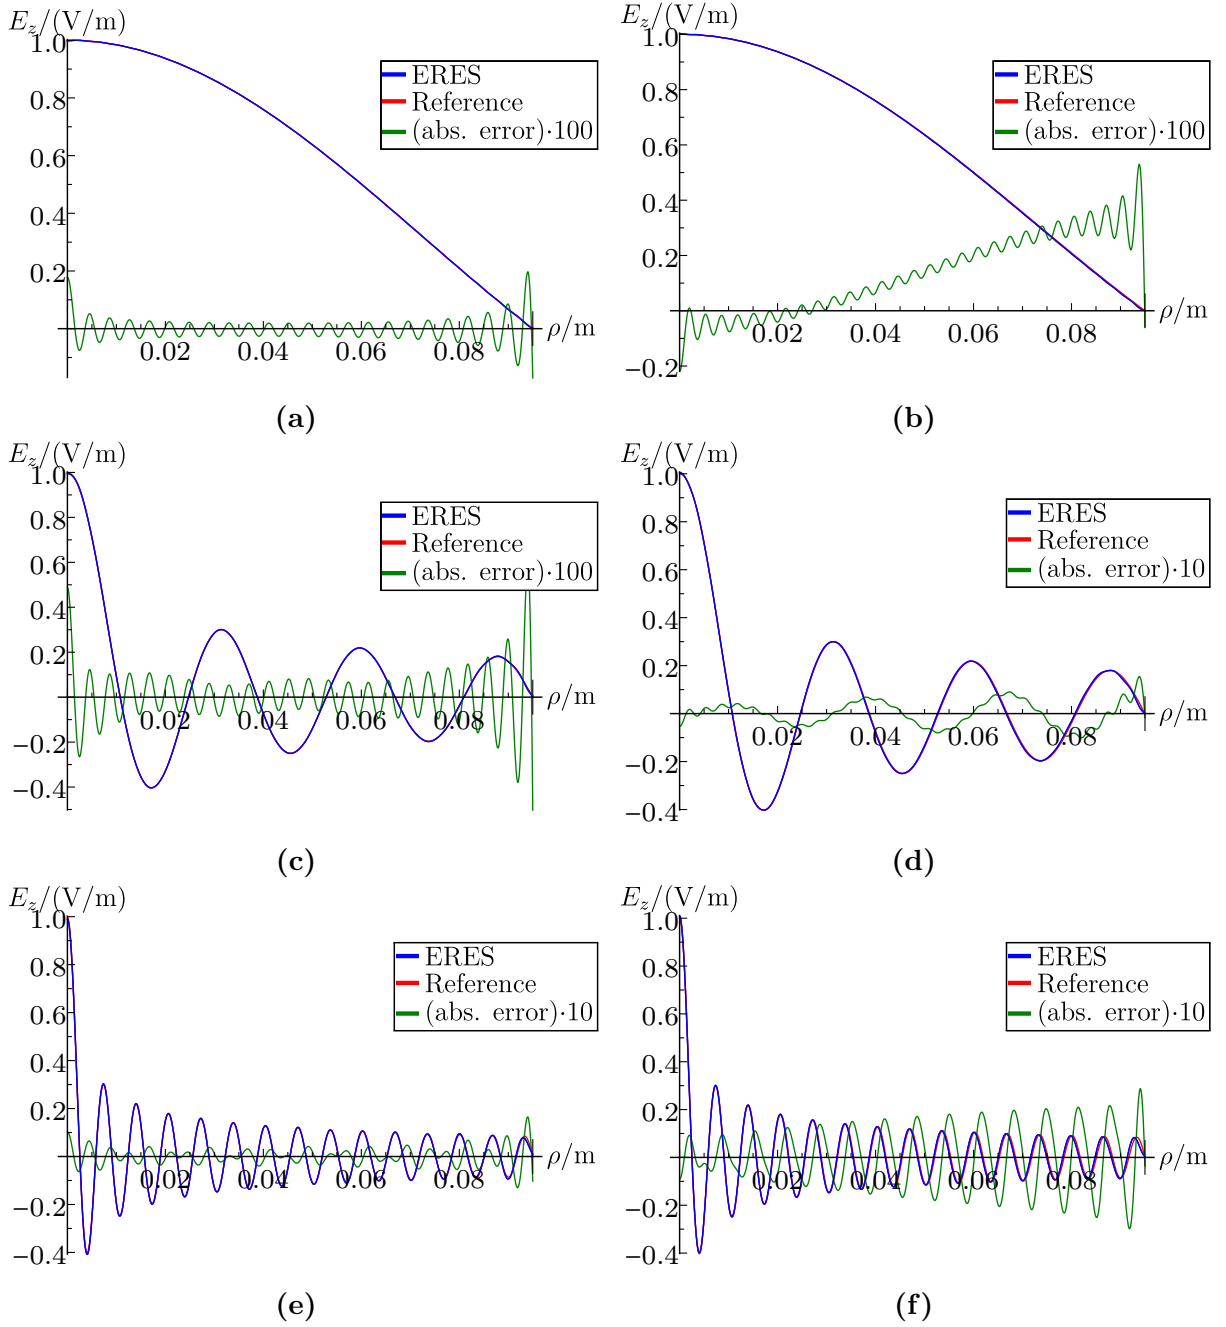 E_z/(V/m)
1.0
0.8
0.6
0.4
0.2
0.02 0.04 0.06 0.08
ρ/m
ERES
Reference
(abs. error)·100
(a)
E_z/(V/m)
1.0
0.8
0.6
0.4
0.2
−0.2
0.02 0.04 0.06 0.08
ρ/m
ERES
Reference
(abs. error)·100
(b)
E_z/(V/m)
1.0
0.8
0.6
0.4
0.2
−0.2
−0.4
0.02 0.04 0.06 0.08
ρ/m
ERES
Reference
(abs. error)·100
(c)
E_z/(V/m)
1.0
0.8
0.6
0.4
0.2
−0.2
−0.4
0.02 0.04 0.06 0.08
ρ/m
ERES
Reference
(abs. error)·10
(d)
E_z/(V/m)
1.0
0.8
0.6
0.4
0.2
−0.2
−0.4
0.02 0.04 0.06 0.08
ρ/m
ERES
Reference
(abs. error)·10
(e)
E_z/(V/m)
1.0
0.8
0.6
0.4
0.2
−0.2
−0.4
0.02 0.04 0.06 0.08
ρ/m
ERES
Reference
(abs. error)·10
(f)